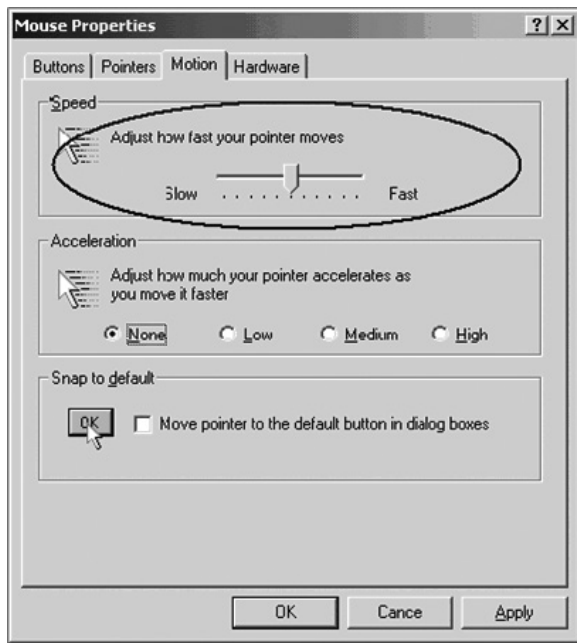 Mouse Properties
Buttons Pointers Motion Hardware
Speed
Adjust how fast your pointer moves
Slow Fast
Acceleration
Adjust how much your pointer accelerates as
you move it faster
None Low Medium High
Snap to default
OK Move pointer to the default button in dialog boxes
OK Cance Apply